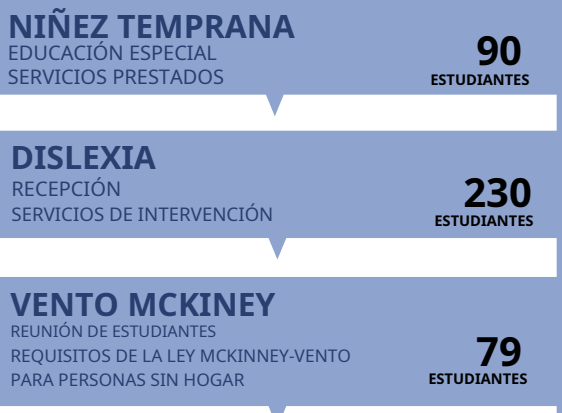 NIÑEZ TEMPRANA
EDUCACIÓN ESPECIAL
SERVICIOS PRESTADOS
90
ESTUDIANTES
DISLEXIA
RECEPCIÓN
SERVICIOS DE INTERVENCIÓN
230
ESTUDIANTES
VENTO MCKINEY
REUNIÓN DE ESTUDIANTES
REQUISITOS DE LA LEY MCKINNEY-VENTO
PARA PERSONAS SIN HOGAR
79
ESTUDIANTES